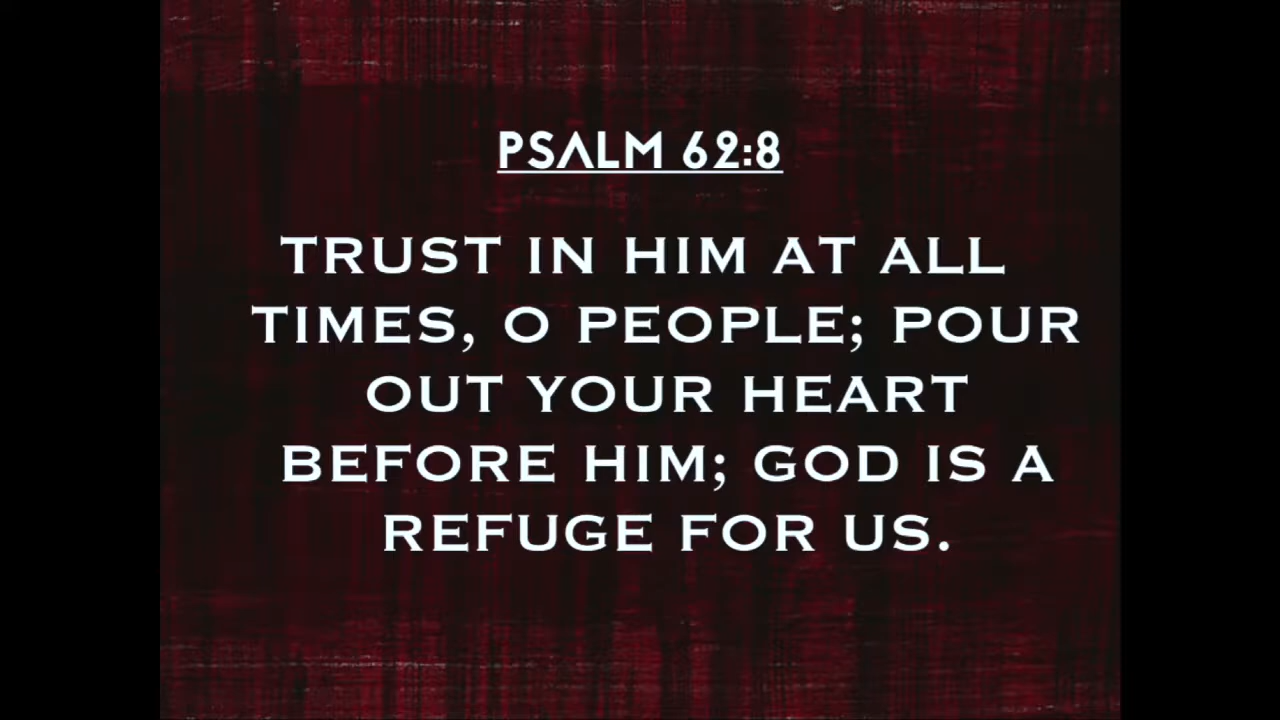 PSALM 62:8
TRUST IN HIM AT ALL
TIMES, O PEOPLE; POUR
OUT YOUR HEART
BEFORE HIM; GOD IS A
REFUGE FOR US.